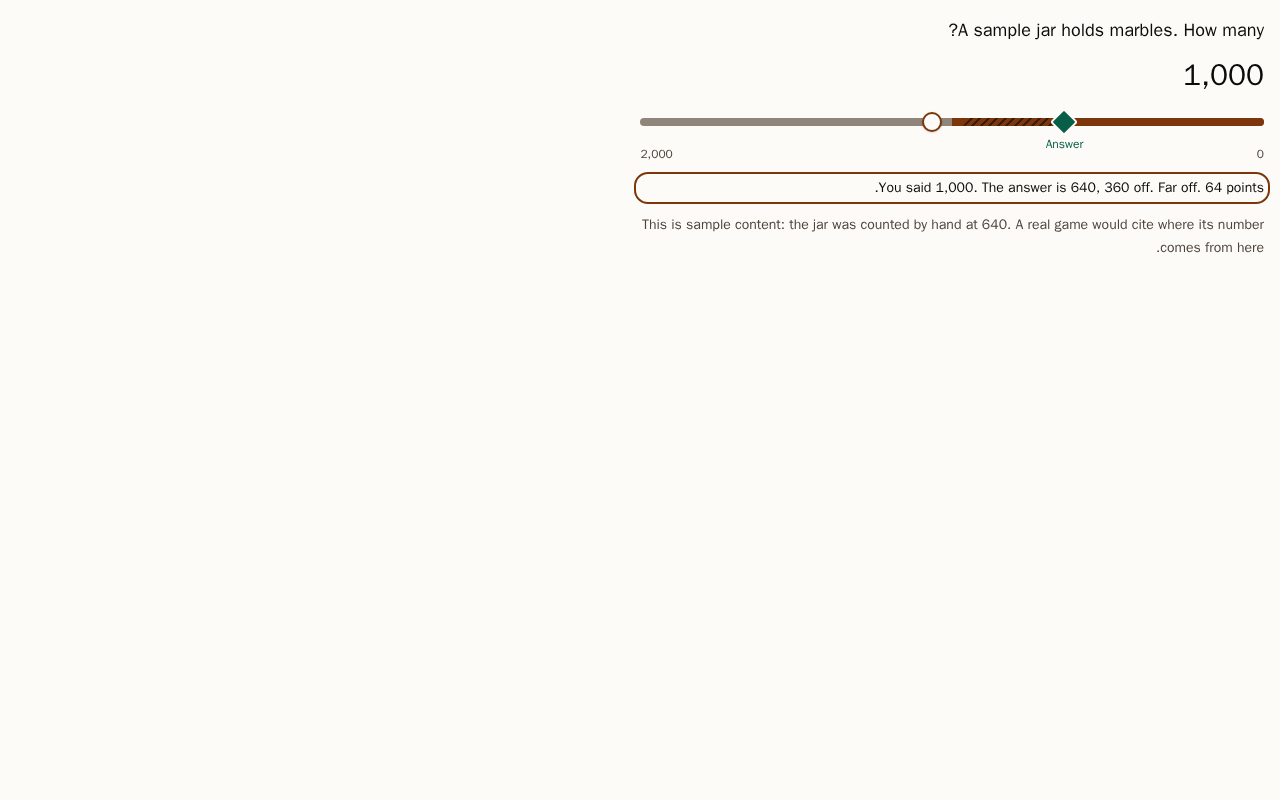 A sample jar holds marbles. How many?
1,000
Answer
2,000
0
You said 1,000. The answer is 640, 360 off. Far off. 64 points.
This is sample content: the jar was counted by hand at 640. A real game would cite where its number
comes from here.